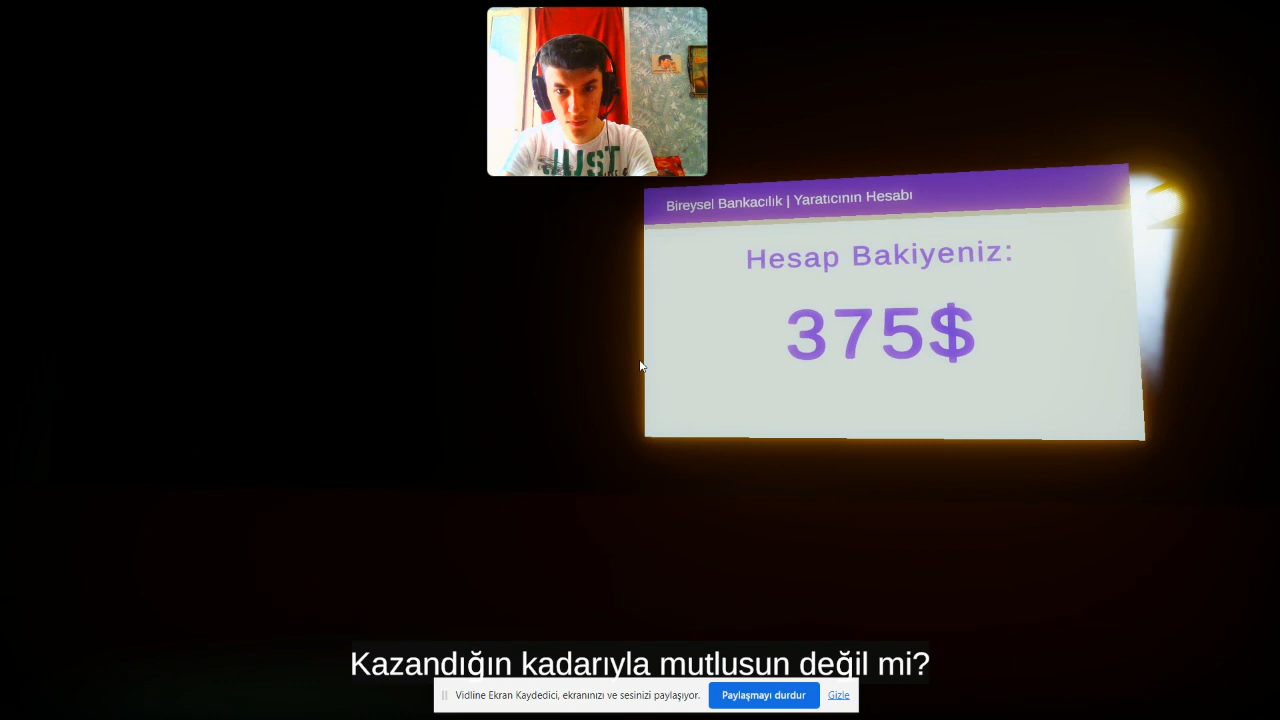 JUST
Bireysel Bankacılık | Yaratıcının Hesabı
Hesap Bakiyeniz:
375$
Kazandığın kadarıyla mutlusun değil mi?
Vidline Ekran Kaydedici, ekranınızı ve sesinizi paylaşıyor.
Paylaşmayı durdur
Gizle